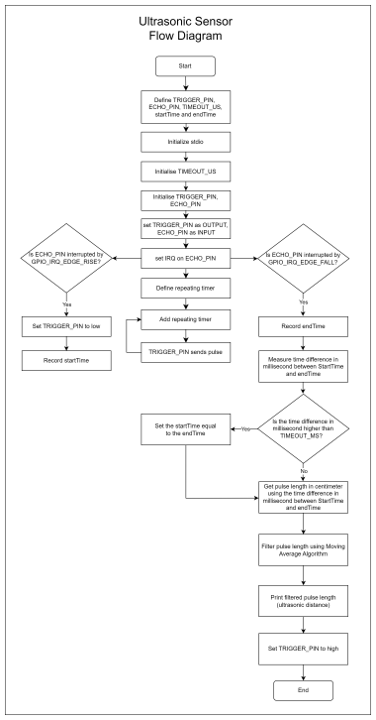 Ultrasonic Sensor
Flow Diagram
Start
Define TRIGGER_PIN,
ECHO_PIN, TIMEOUT_US,
startTime and endTime
Initialize stdio
Initialise TIMEOUT_US
Initialise TRIGGER_PIN,
ECHO_PIN
set TRIGGER_PIN as OUTPUT,
ECHO_PIN as INPUT
Is ECHO_PIN interrupted by
GPIO_IRQ_EDGE_RISE?
set IRQ on ECHO_PIN
Is ECHO_PIN interrupted by
GPIO_IRQ_EDGE_FALL?
Define repeating timer
Yes
Yes
Set TRIGGER_PIN to low
Add repeating timer
Record endTime
Record startTime
TRIGGER_PIN sends pulse
Measure time difference in
millisecond between StartTime
and endTime
Set the startTime equal
to the endTime
Yes
Is the time difference in
millisecond higher than
TIMEOUT_MS?
No
Get pulse length in centimeter
using the time difference in
millisecond between StartTime
and endTime
Filter pulse length using Moving
Average Algorithm
Print filtered pulse length
(ultrasonic distance)
Set TRIGGER_PIN to high
End